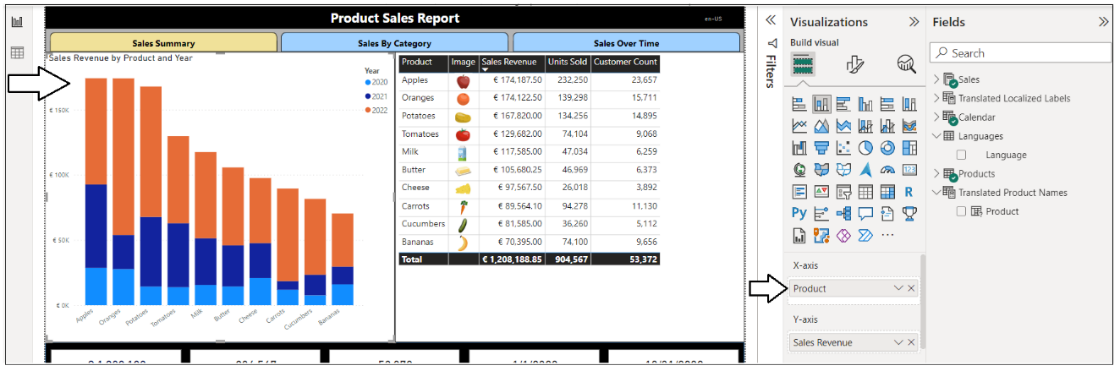 Product Sales Report
en-US
Sales Summary
Sales By Category
Sales Over Time
Sales Revenue by Product and Year
Year
2020
2021
2022
€ 150K
€ 100K
€ 50K
€ 0K
Apples
Oranges
Potatoes
Tomatoes
Milk
Butter
Cheese
Carrots
Cucumbers
Bananas
Product Image Sales Revenue Units Sold Customer Count
Apples € 174,187.50 232,250 23,657
Oranges € 174,122.50 139,298 15,711
Potatoes € 167,820.00 134,256 14,895
Tomatoes € 129,682.00 74,104 9,068
Milk € 117,585.00 47,034 6,259
Butter € 105,680.25 46,969 6,373
Cheese € 97,567.50 26,018 3,892
Carrots € 89,564.10 94,278 11,130
Cucumbers € 81,585.00 36,260 5,112
Bananas € 70,395.00 74,100 9,656
Total € 1,208,188.85 904,567 53,372
Filters
Visualizations
Build visual
R
Py
X-axis
Product
Y-axis
Sales Revenue
Fields
Search
Sales
Translated Localized Labels
Calendar
Languages
Language
Products
Translated Product Names
Product